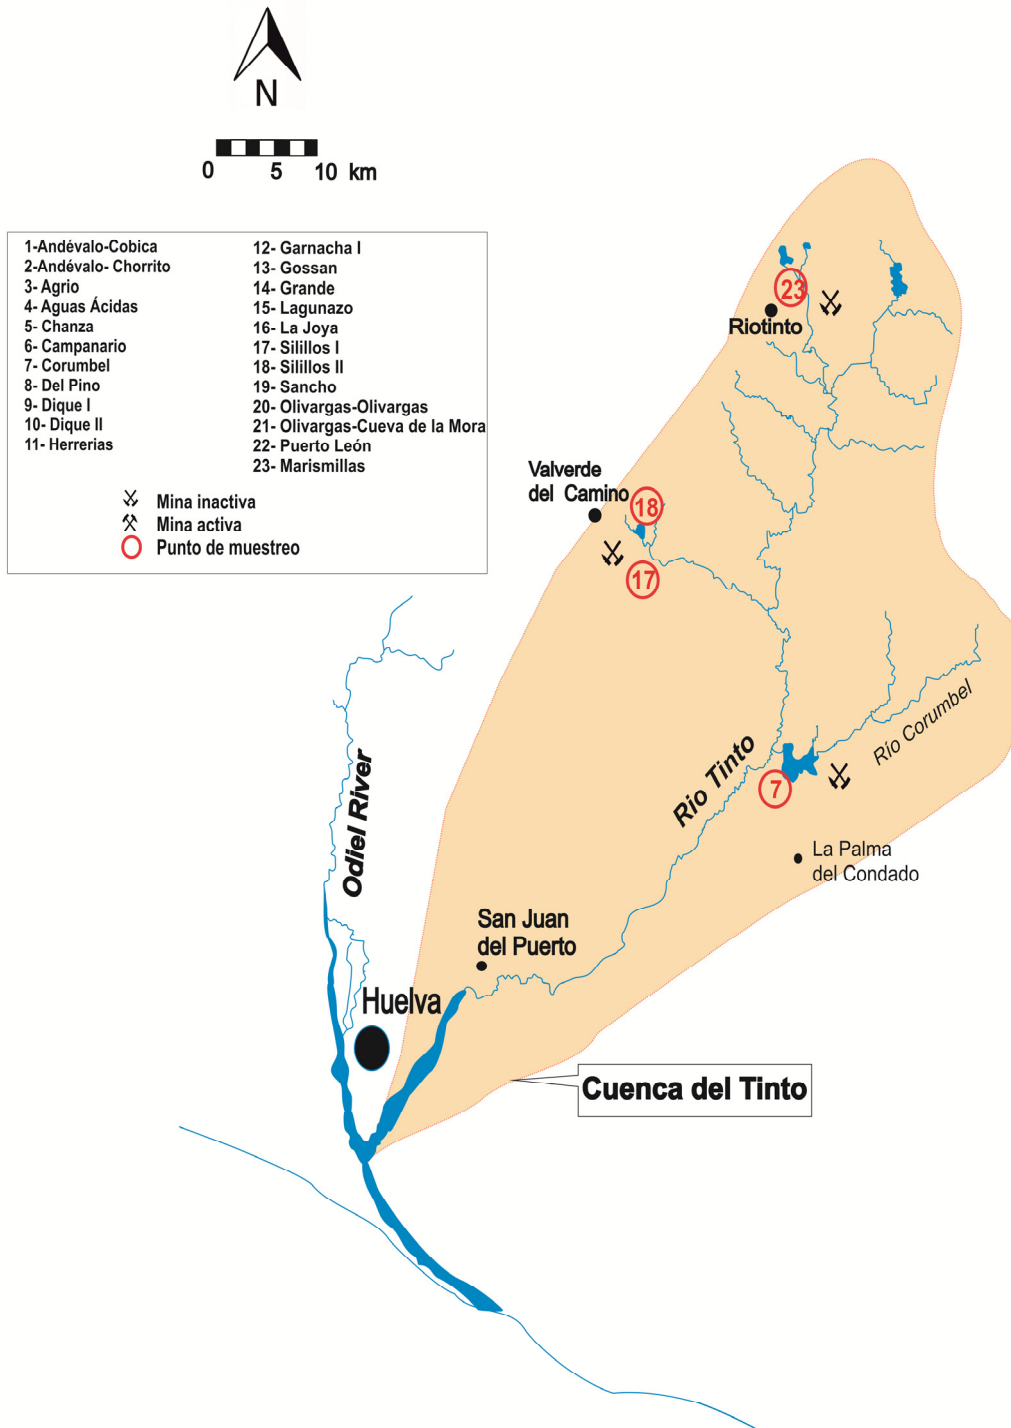 N
0 5 10 km
1-Andévalo-Cobica
2-Andévalo- Chorrito
3- Agrio
4- Aguas Ácidas
5- Chanza
6- Campanario
7- Corumbel
8- Del Pino
9- Dique I
10- Dique II
11- Herrerias
12- Garnacha I
13- Gossan
14- Grande
15- Lagunazo
16- La Joya
17- Silillos I
18- Silillos II
19- Sancho
20- Olivargas-Olivargas
21- Olivargas-Cueva de la Mora
22- Puerto León
23- Marismillas
Mina inactiva
Mina activa
Punto de muestreo
23
Riotinto
Valverde
del Camino
18
17
Río Corumbel
Rio Tinto
7
La Palma
del Condado
Odiel River
San Juan
del Puerto
Huelva
Cuenca del Tinto